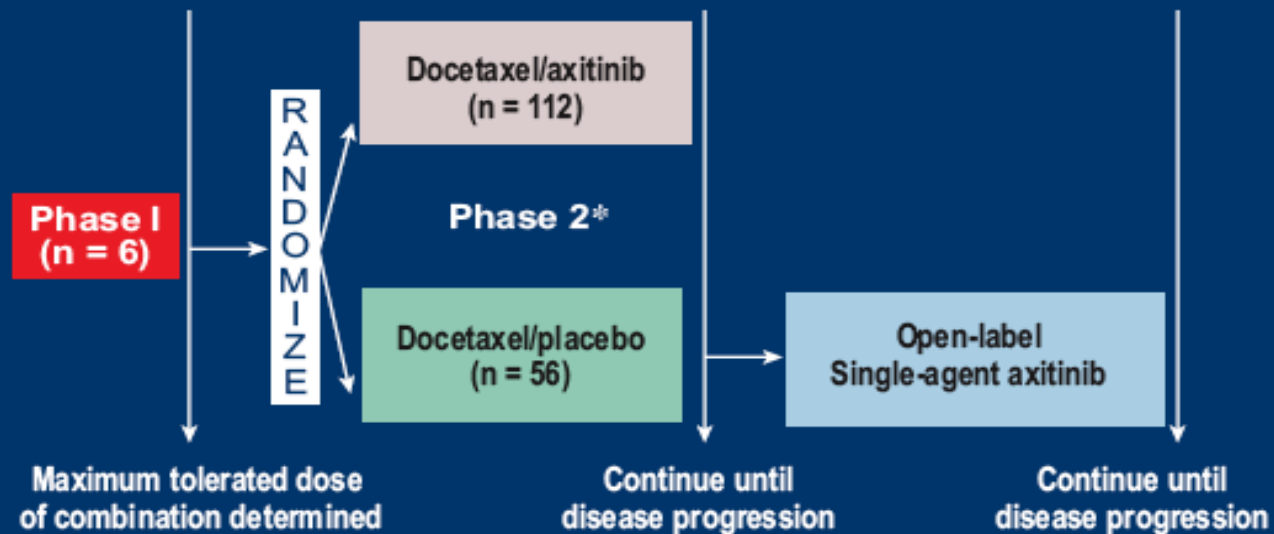 Phase I
(n = 6)
RANDOMIZE
Docetaxel/axitinib
(n = 112)
Phase 2*
Docetaxel/placebo
(n = 56)
Open-label
Single-agent axitinib
Maximum tolerated dose
of combination determined
Continue until
disease progression
Continue until
disease progression